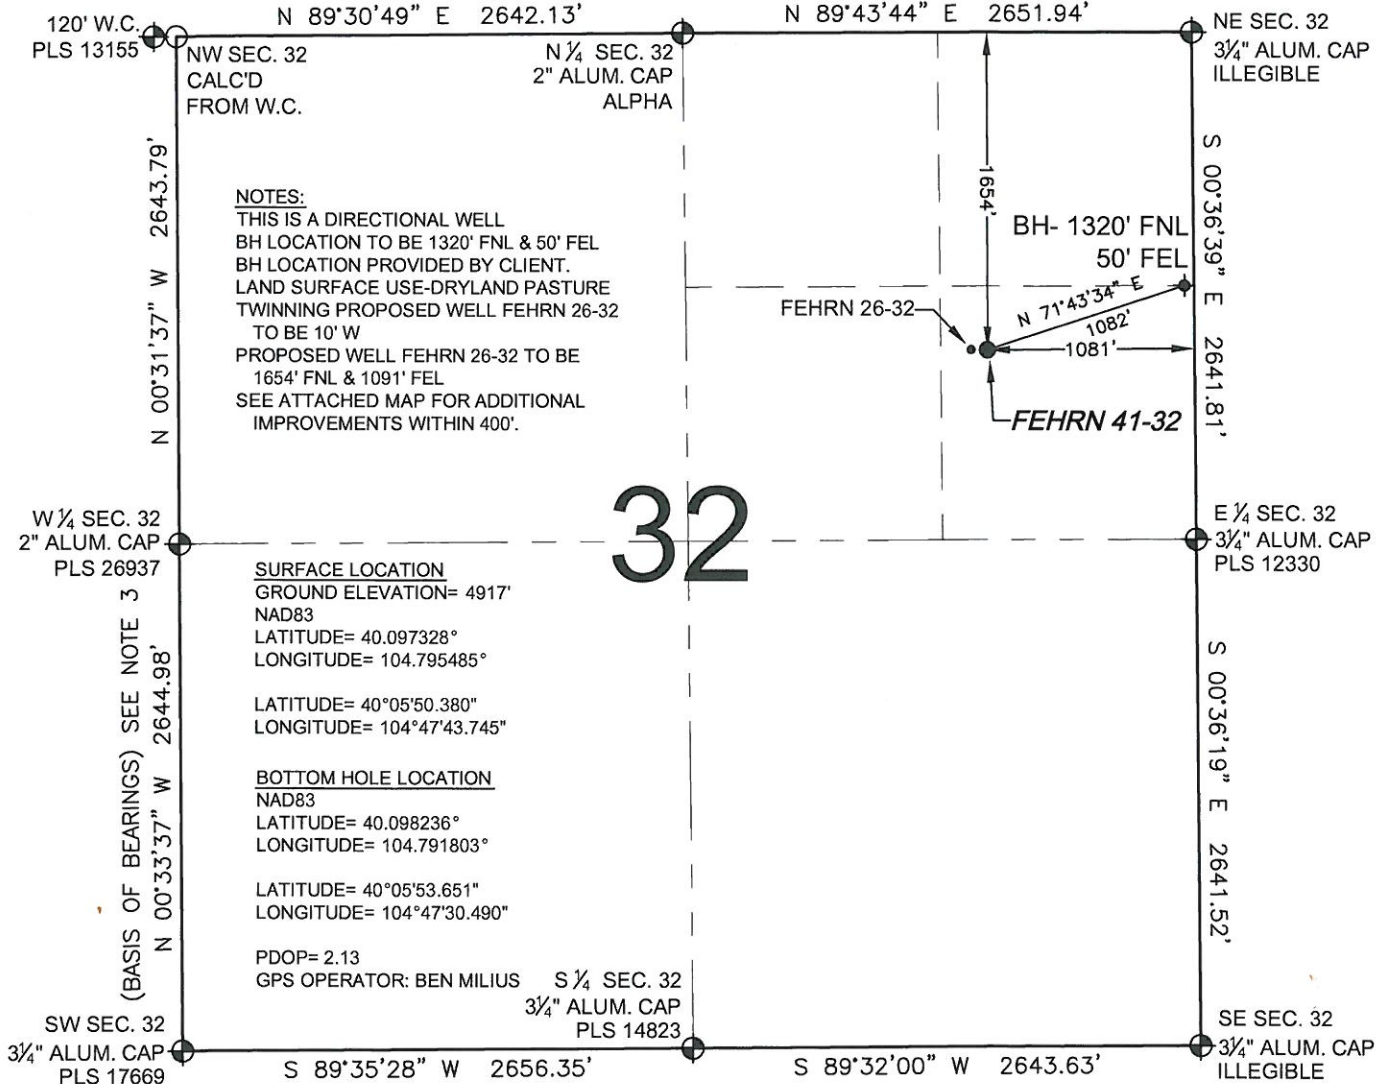 N 89°30'49" E 2642.13'
N 89°43'44" E 2651.94'
120' W.C.
PLS 13155
NW SEC. 32
CALC'D
FROM W.C.
N ¼ SEC. 32
2" ALUM. CAP
ALPHA
NE SEC. 32
3¼" ALUM. CAP
ILLEGIBLE
N 00°31'37" W 2643.79'
NOTES:
THIS IS A DIRECTIONAL WELL
BH LOCATION TO BE 1320' FNL & 50' FEL
BH LOCATION PROVIDED BY CLIENT.
LAND SURFACE USE-DRYLAND PASTURE
TWINNING PROPOSED WELL FEHRN 26-32
TO BE 10' W
PROPOSED WELL FEHRN 26-32 TO BE
1654' FNL & 1091' FEL
SEE ATTACHED MAP FOR ADDITIONAL
IMPROVEMENTS WITHIN 400'.
1654'
BH- 1320' FNL
50' FEL
S 00°36'39" E 2641.81'
FEHRN 26-32
N 71°43'34" E
1082'
1081'
FEHRN 41-32
32
W ¼ SEC. 32
2" ALUM. CAP
PLS 26937
E ¼ SEC. 32
3¼" ALUM. CAP
PLS 12330
(BASIS OF BEARINGS) SEE NOTE 3
N 00°33'37" W 2644.98'
SURFACE LOCATION
GROUND ELEVATION= 4917'
NAD83
LATITUDE= 40.097328°
LONGITUDE= 104.795485°
LATITUDE= 40°05'50.380"
LONGITUDE= 104°47'43.745"
BOTTOM HOLE LOCATION
NAD83
LATITUDE= 40.098236°
LONGITUDE= 104.791803°
LATITUDE= 40°05'53.651"
LONGITUDE= 104°47'30.490"
PDOP= 2.13
GPS OPERATOR: BEN MILIUS
S 00°36'19" E 2641.52'
S ¼ SEC. 32
3¼" ALUM. CAP
PLS 14823
SW SEC. 32
3¼" ALUM. CAP
PLS 17669
SE SEC. 32
3¼" ALUM. CAP
ILLEGIBLE
S 89°35'28" W 2656.35'
S 89°32'00" W 2643.63'